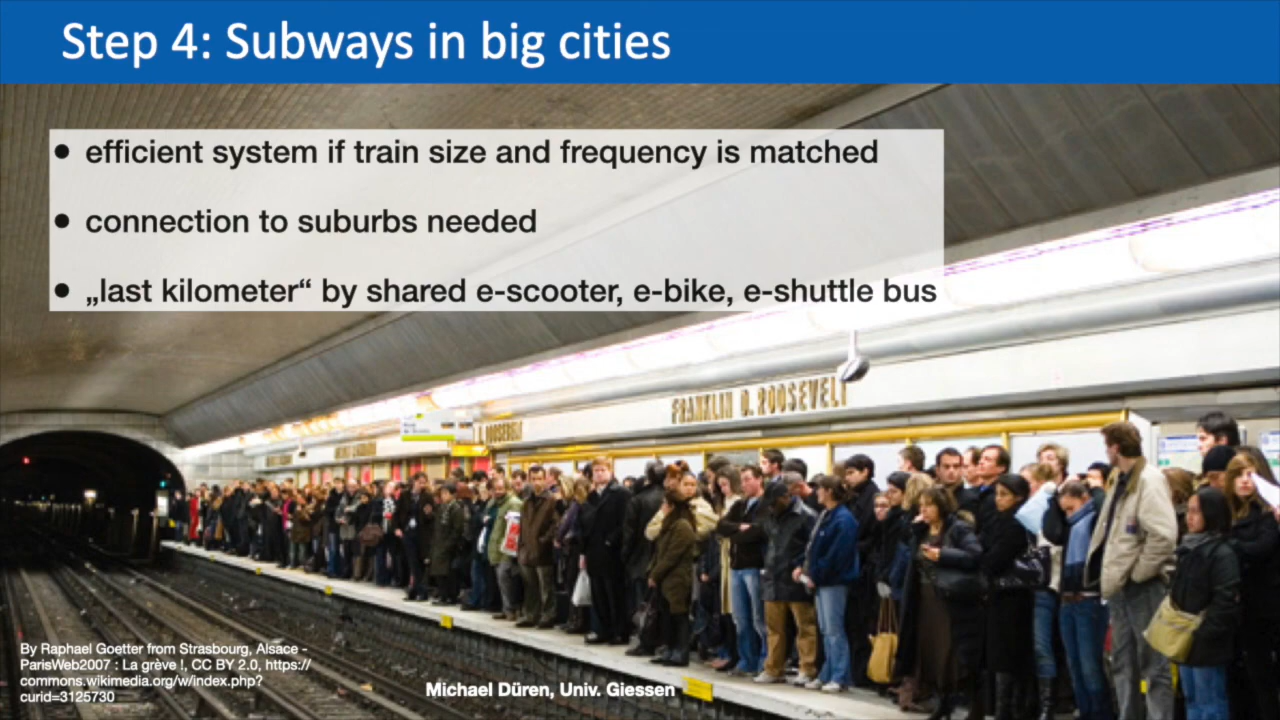 Step 4: Subways in big cities
• efficient system if train size and frequency is matched
• connection to suburbs needed
• „last kilometer“ by shared e-scooter, e-bike, e-shuttle bus
FRANKLIN D. ROOSEVELT
By Raphael Goetter from Strasbourg, Alsace -
ParisWeb2007 : La grève !, CC BY 2.0, https://
commons.wikimedia.org/w/index.php?
curid=3125730
Michael Düren, Univ. Giessen